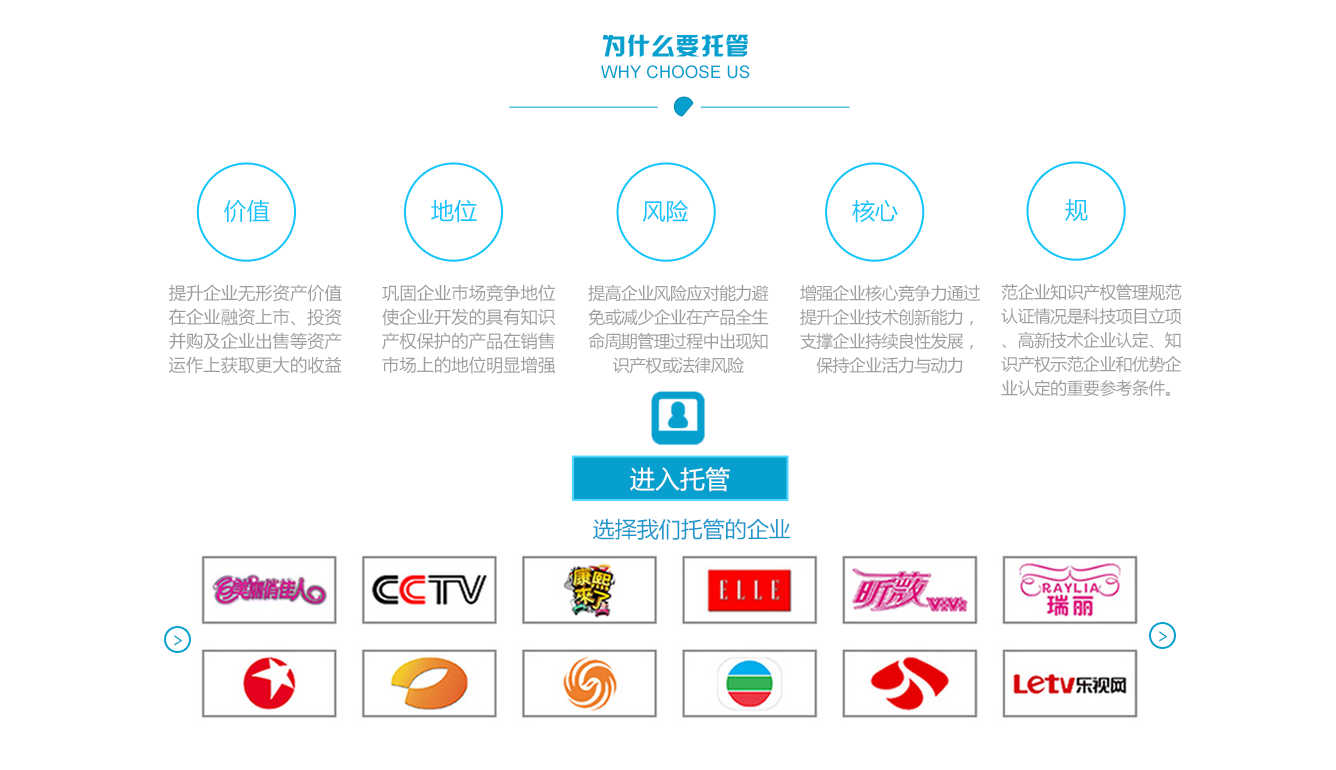 为什么要托管
WHY CHOOSE US
价值
地位
风险
核心
规
提升企业无形资产价值
在企业融资上市、投资
并购及企业出售等资产
运作上获取更大的收益
巩固企业市场竞争地位
使企业开发的具有知识
产权保护的产品在销售
市场上的地位明显增强
提高企业风险应对能力避
免或减少企业在产品全生
命周期管理过程中出现知
识产权或法律风险
增强企业核心竞争力通过
提升企业技术创新能力，
支撑企业持续良性发展，
保持企业活力与动力
范企业知识产权管理规范
认证情况是科技项目立项
、高新技术企业认定、知
识产权示范企业和优势企
业认定的重要参考条件。
进入托管
选择我们托管的企业
美丽俏佳人
CCTV
康熙
來了
ELLE
昕薇
ViVi
RAYLIA
瑞丽
>
>
Letv乐视网